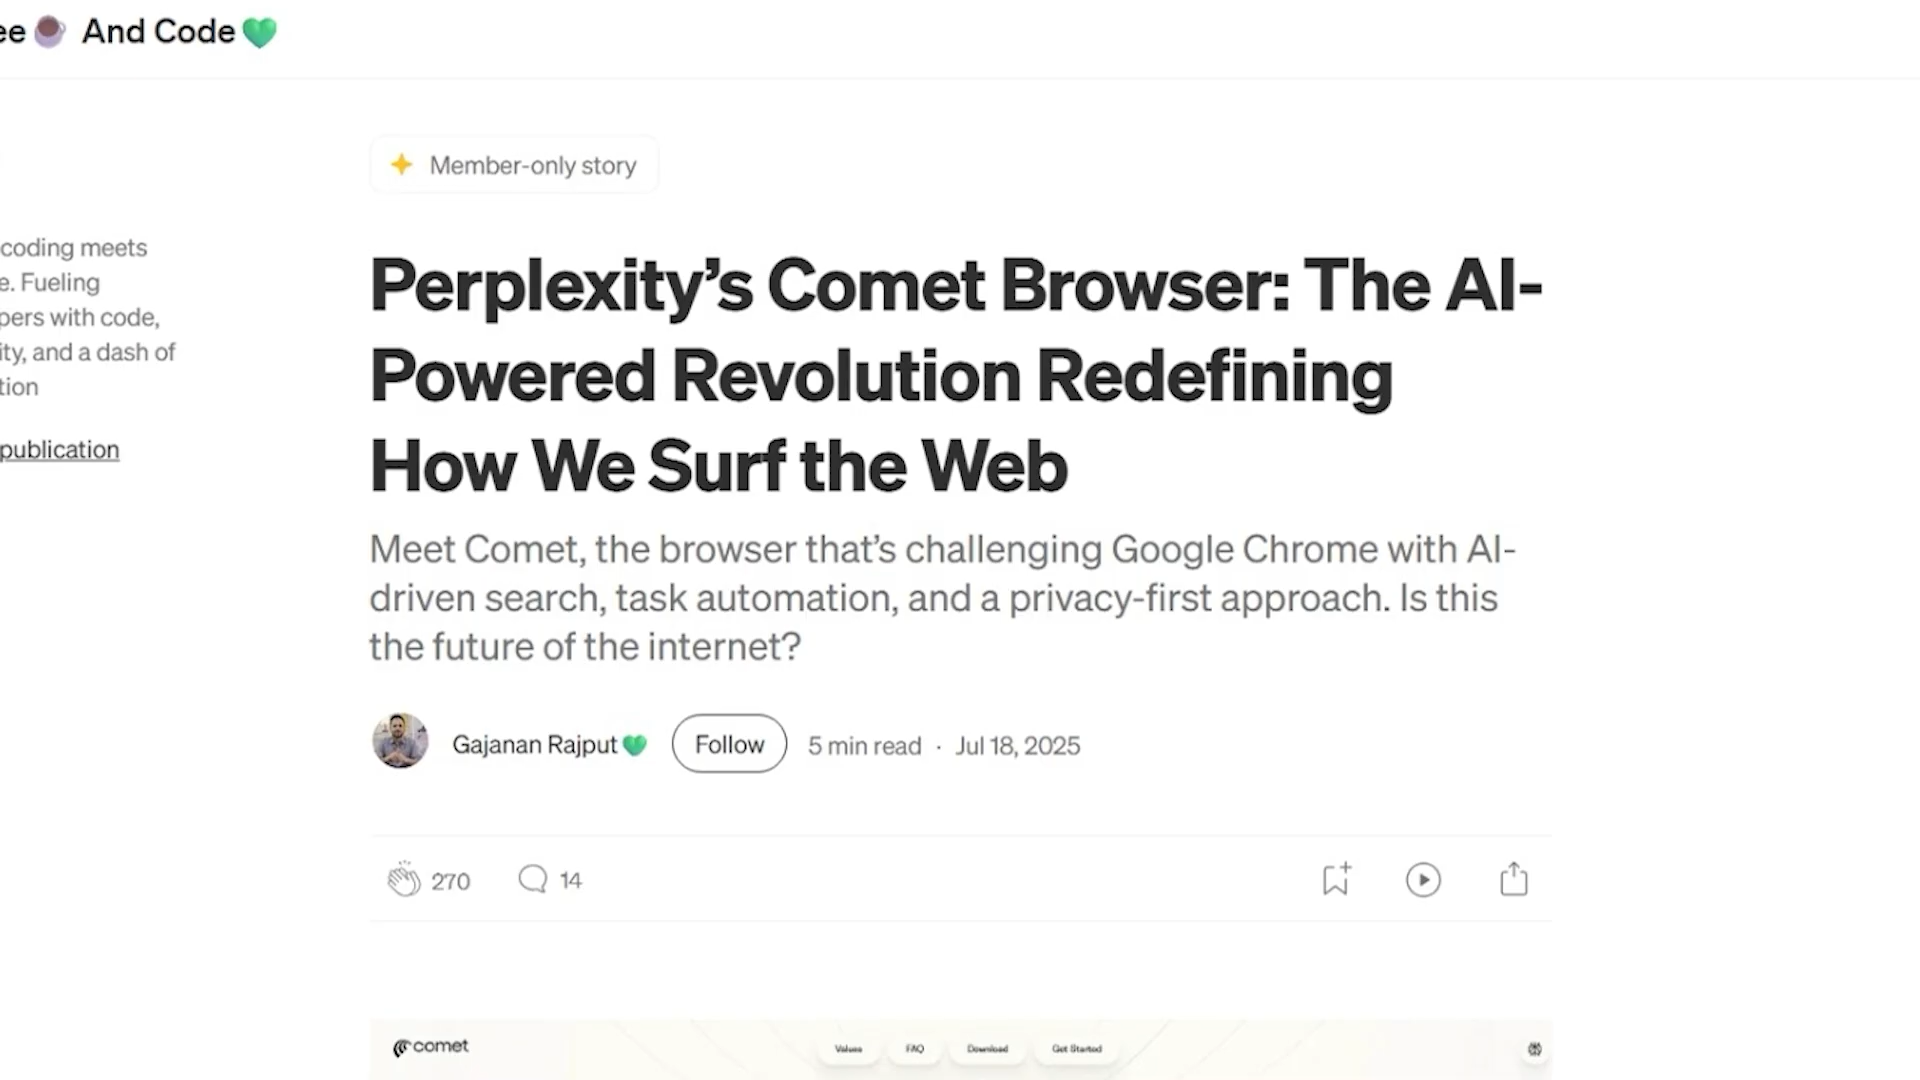 ee And Code
Member-only story
coding meets
e. Fueling
pers with code,
ity, and a dash of
tion
publication
Perplexity’s Comet Browser: The AI-
Powered Revolution Redefining
How We Surf the Web
Meet Comet, the browser that’s challenging Google Chrome with AI-
driven search, task automation, and a privacy-first approach. Is this
the future of the internet?
Gajanan Rajput Follow 5 min read · Jul 18, 2025
270 14
comet Values FAQ Download Get Started